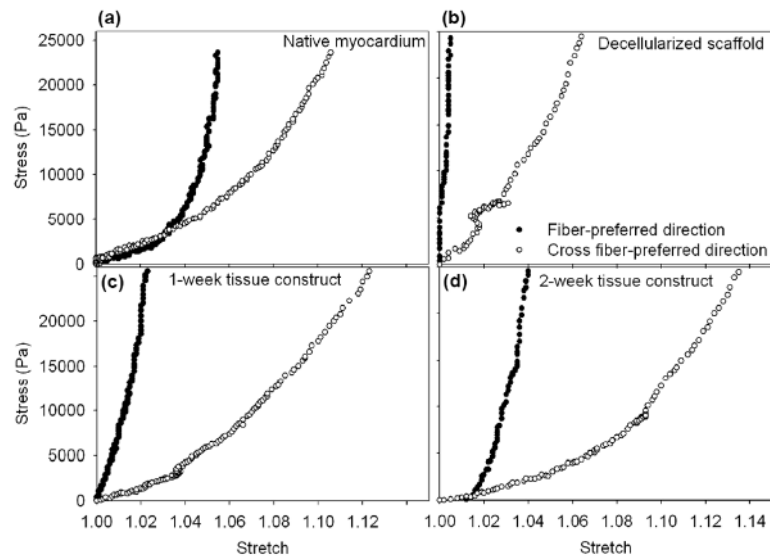 (a)
Native myocardium
(b)
Decellularized scaffold
25000
20000
15000
10000
5000
0
Stress (Pa)
Fiber-preferred direction
Cross fiber-preferred direction
(c)
1-week tissue construct
(d)
2-week tissue construct
20000
15000
10000
5000
0
Stress (Pa)
1.00 1.02 1.04 1.06 1.08 1.10 1.12
1.00 1.02 1.04 1.06 1.08 1.10 1.12 1.14
Stretch
Stretch